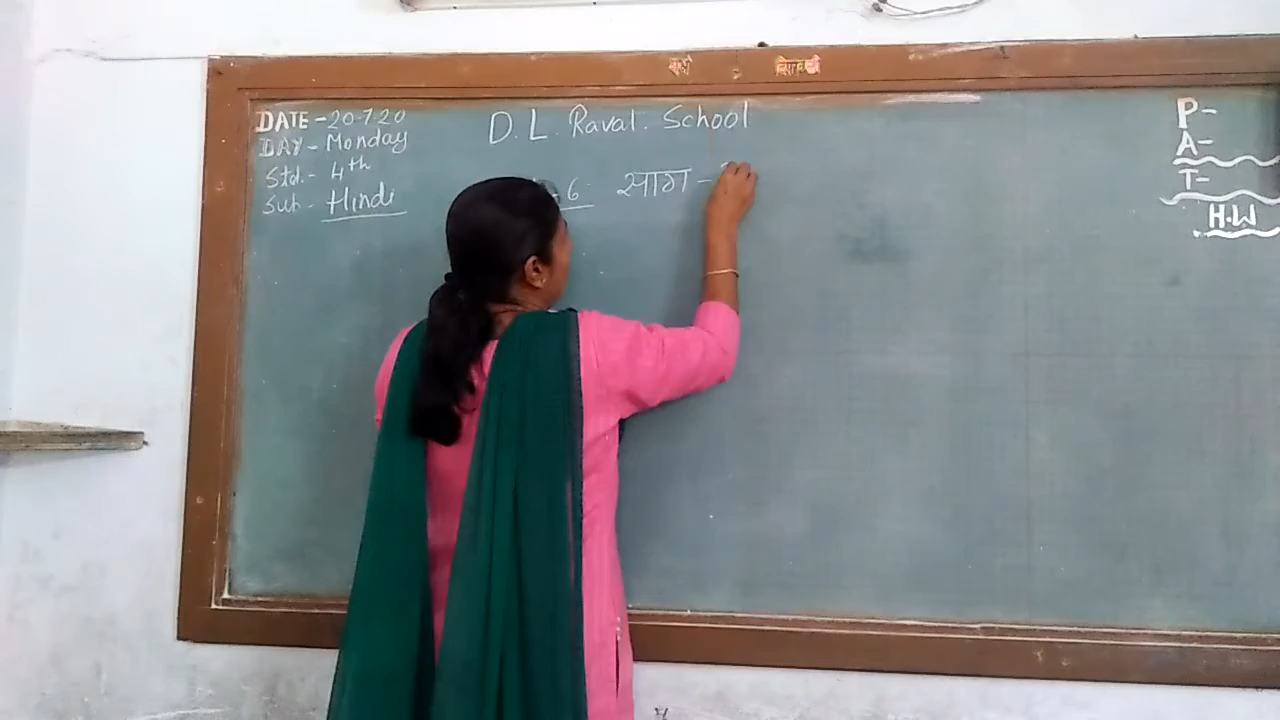 DATE - 20.7.20
DAY - Monday
Std. - 4th
Sub - Hindi
D. L. Raval. School
6 साग -
P-
A-
T-
H.W